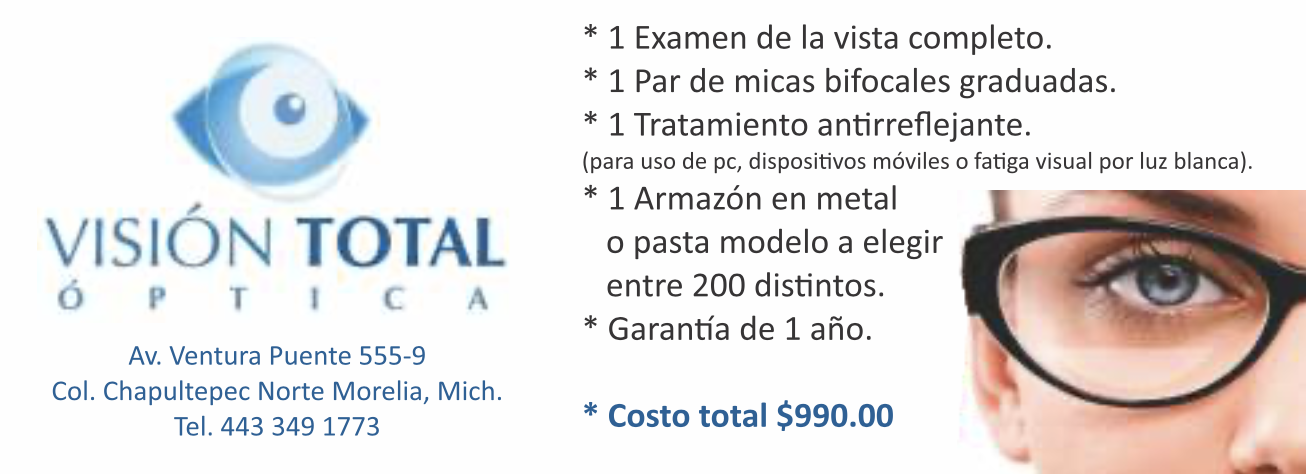 VISIÓN TOTAL
ÓPTICA
Av. Ventura Puente 555-9
Col. Chapultepec Norte Morelia, Mich.
Tel. 443 349 1773
* 1 Examen de la vista completo.
* 1 Par de micas bifocales graduadas.
* 1 Tratamiento antirreflejante.
(para uso de pc, dispositivos móviles o fatiga visual por luz blanca).
* 1 Armazón en metal
o pasta modelo a elegir
entre 200 distintos.
* Garantía de 1 año.
* Costo total $990.00